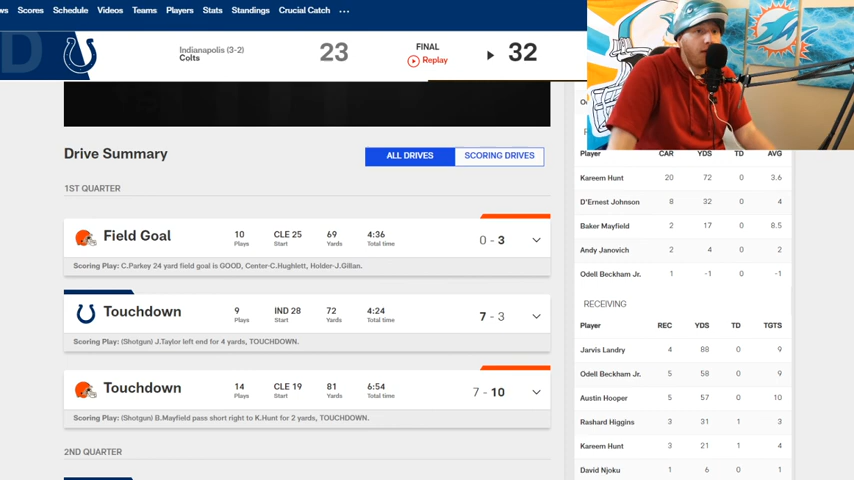 ws Scores Schedule Videos Teams Players Stats Standings Crucial Catch ...
D
Indianapolis (3-2)
Colts
23
FINAL
Replay
32
Drive Summary
ALL DRIVES
SCORING DRIVES
1ST QUARTER
Field Goal
10
Plays
CLE 25
Start
69
Yards
4:36
Total time
0 - 3
Scoring Play: C.Parkey 24 yard field goal is GOOD, Center-C.Hughlett, Holder-J.Gillan.
Touchdown
9
Plays
IND 28
Start
72
Yards
4:24
Total time
7 - 3
Scoring Play: (Shotgun) J.Taylor left end for 4 yards, TOUCHDOWN.
Touchdown
14
Plays
CLE 19
Start
81
Yards
6:54
Total time
7 - 10
Scoring Play: (Shotgun) B.Mayfield pass short right to K.Hunt for 2 yards, TOUCHDOWN.
2ND QUARTER
Player CAR YDS TD AVG
Kareem Hunt 20 72 0 3.6
D'Ernest Johnson 8 32 0 4
Baker Mayfield 2 17 0 8.5
Andy Janovich 2 4 0 2
Odell Beckham Jr. 1 -1 0 -1
RECEIVING
Player REC YDS TD TGTS
Jarvis Landry 4 88 0 9
Odell Beckham Jr. 5 58 0 9
Austin Hooper 5 57 0 10
Rashard Higgins 3 31 1 3
Kareem Hunt 3 21 1 4
David Njoku 1 6 0 1